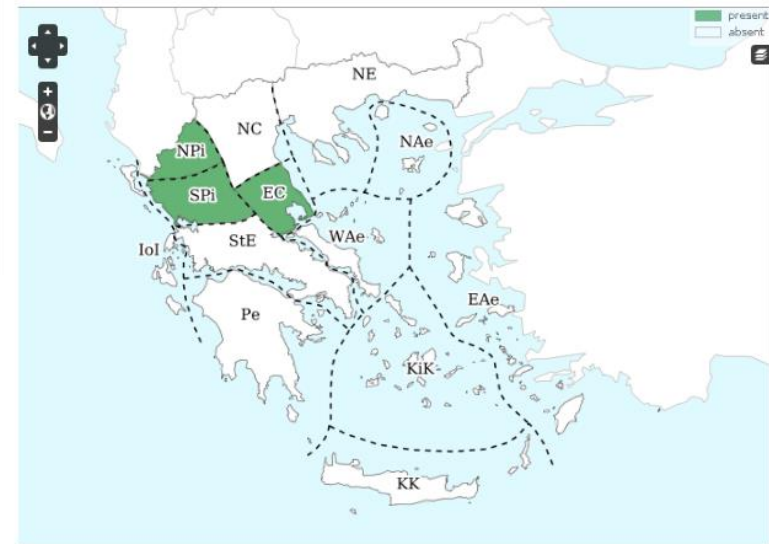 present
absent
NE
NC
NAe
NPi
SPi
EC
WAe
StE
IoI
EAe
Pe
KiK
KK